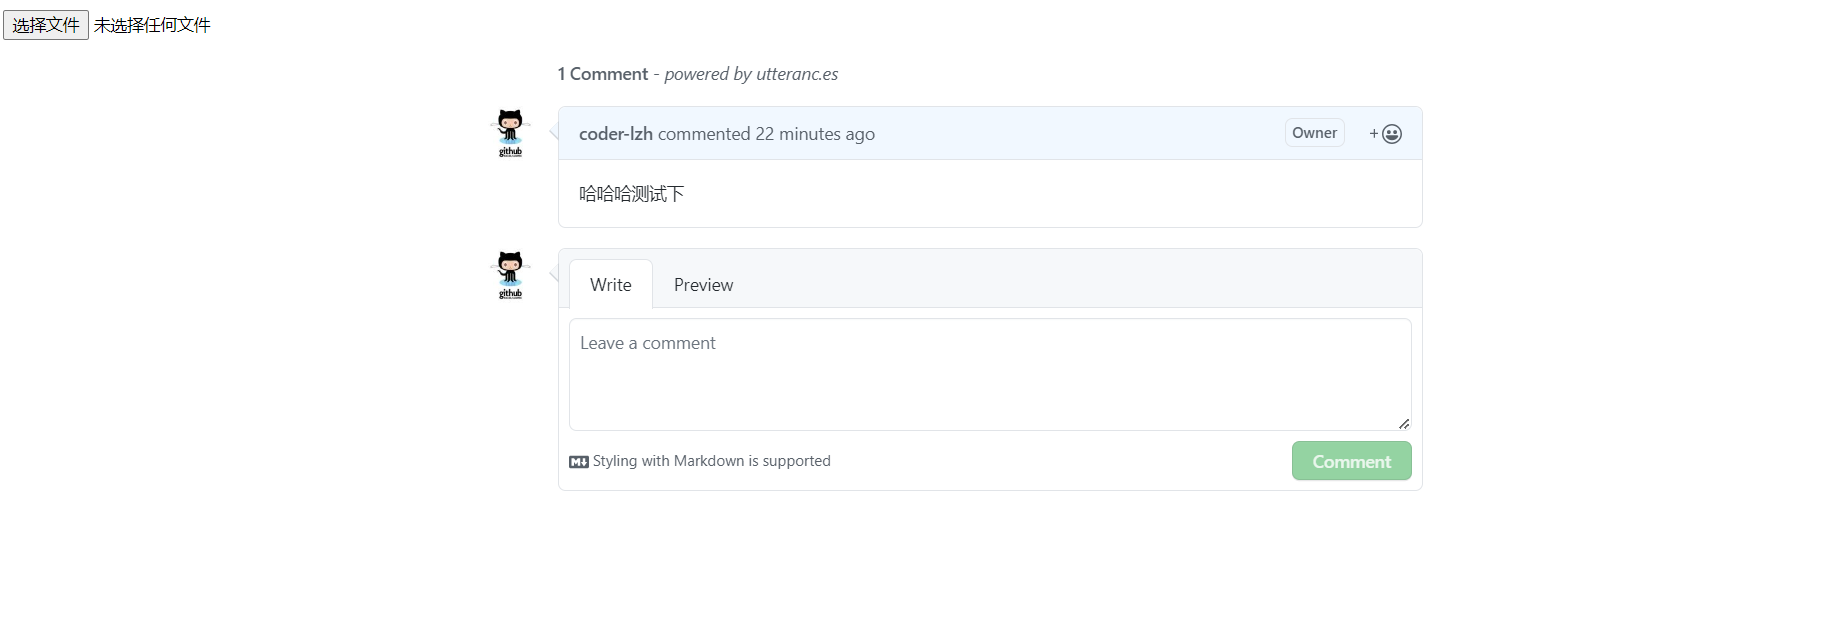 选择文件 未选择任何文件
1 Comment - powered by utteranc.es
github
coder-lzh commented 22 minutes ago Owner +
哈哈哈测试下
github
Write Preview
Leave a comment
M Styling with Markdown is supported Comment